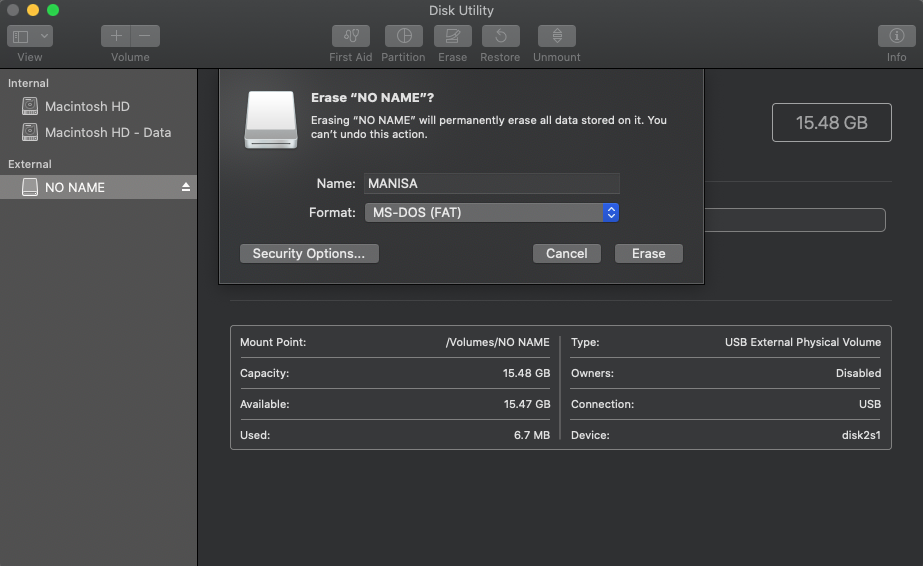 Disk Utility
View
Volume
First Aid
Partition
Erase
Restore
Unmount
Info
Internal
Macintosh HD
Macintosh HD - Data
External
NO NAME
Erase “NO NAME”?
Erasing “NO NAME” will permanently erase all data stored on it. You
can’t undo this action.
Name: MANISA
Format: MS-DOS (FAT)
Security Options...
Cancel
Erase
15.48 GB
Mount Point: /Volumes/NO NAME
Type: USB External Physical Volume
Capacity: 15.48 GB
Owners: Disabled
Available: 15.47 GB
Connection: USB
Used: 6.7 MB
Device: disk2s1